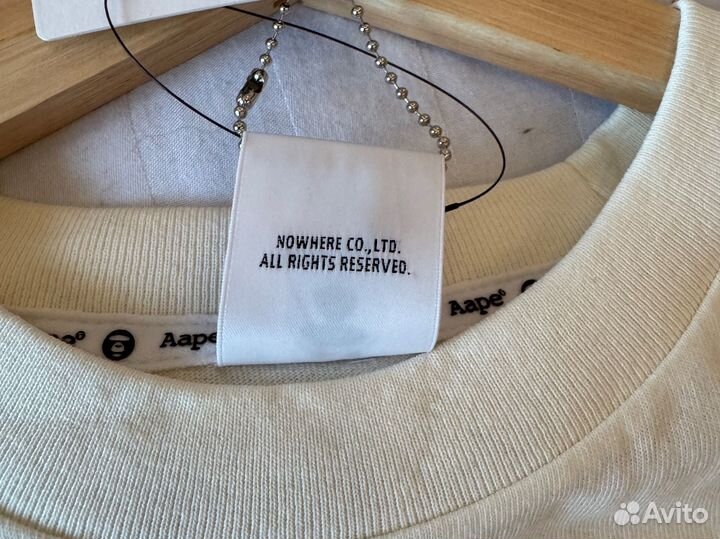 NOWHERE CO.,LTD.
ALL RIGHTS RESERVED.
Aape
Aape
Avito